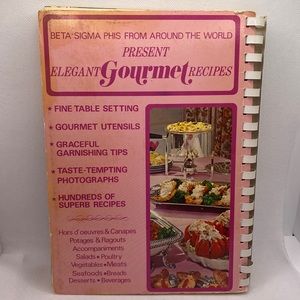 BETA SIGMA PHIS FROM AROUND THE WORLD
PRESENT
ELEGANT Gourmet RECIPES
★ FINE TABLE SETTING
★ GOURMET UTENSILS
★ GRACEFUL
GARNISHING TIPS
★ TASTE-TEMPTING
PHOTOGRAPHS
★ HUNDREDS OF
SUPERB RECIPES
Hors d'oeuvres & Canapes
Potages & Ragouts
Accompaniments
Salads • Poultry
Vegetables • Meats
Seafoods • Breads
Desserts • Beverages